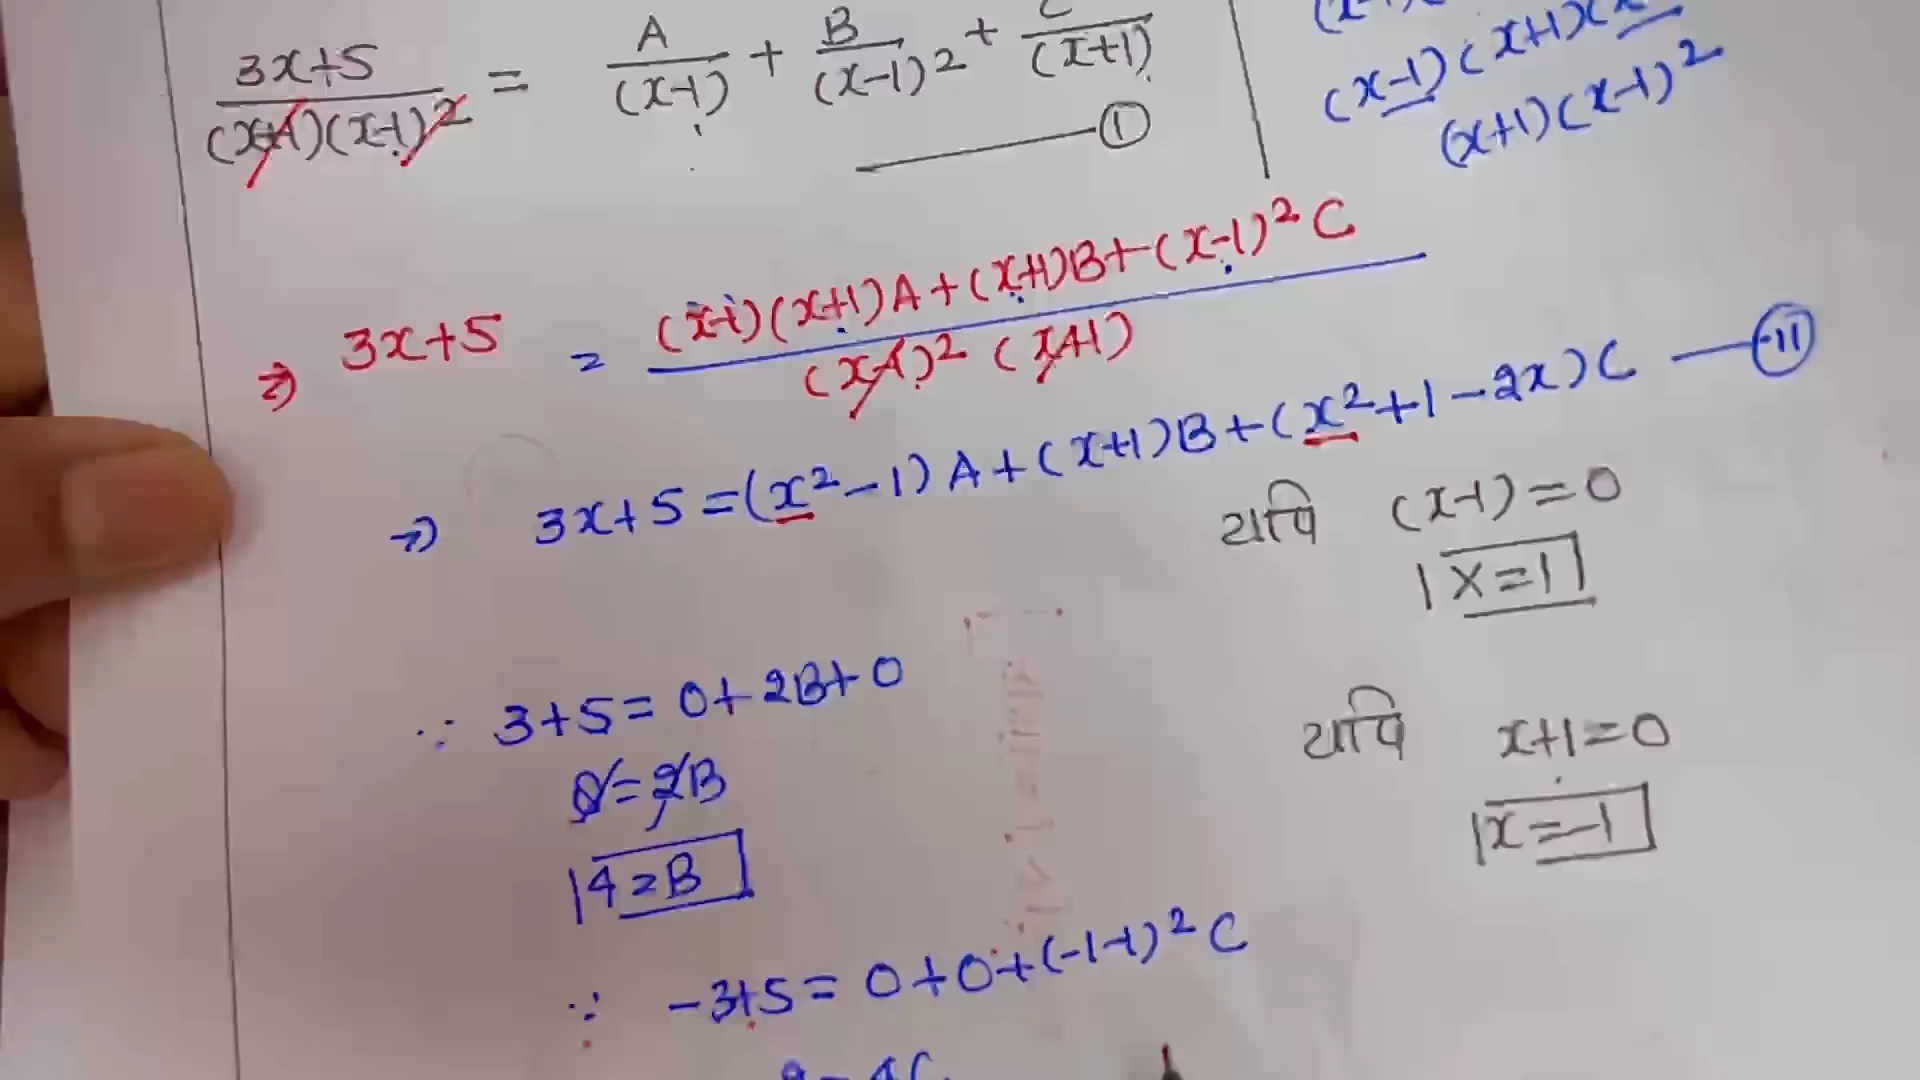 3x+5/(x+1)(x-1)² = A/(x-1) + B/(x-1)² + C/(x+1) —— ①
(x-1)(x+1)(x
(x+1)(x-1)²
⇒ 3x+5 = (x-1)(x+1)A+(x+1)B+(x-1)²C/(x-1)²(x+1)
⇒ 3x+5=(x²-1)A+(x+1)B+(x²+1-2x)C —— ⑪
यापि (x-1)=0
x=1
∵ 3+5=0+2B+0
8=2B
4=B
यापि x+1=0
x=-1
∵ -3+5=0+0+(-1-1)²C